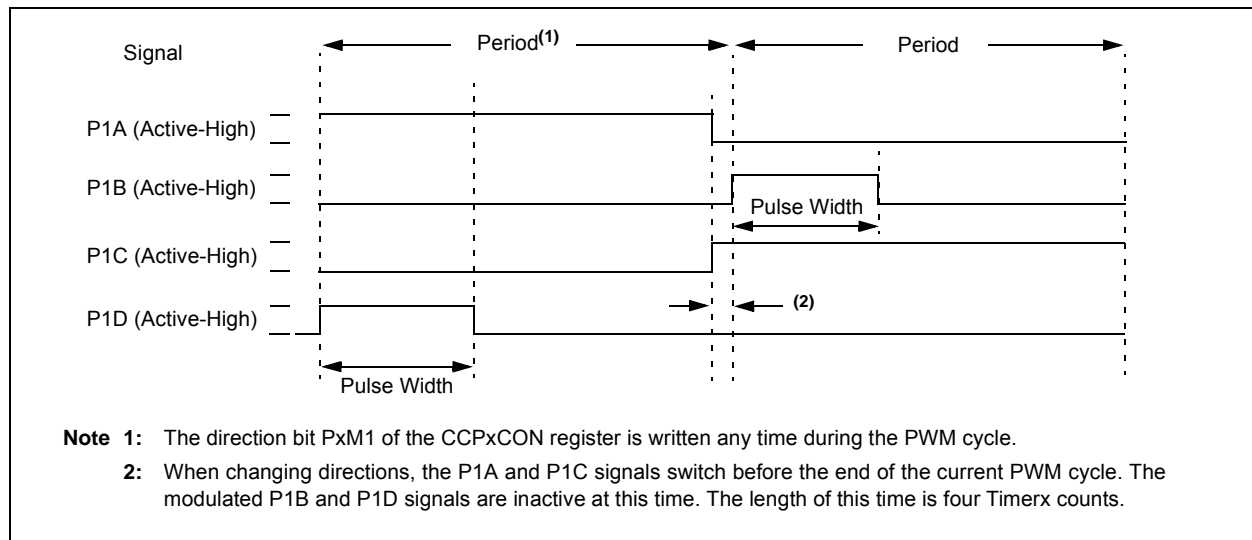 Signal
Period(1)
Period
P1A (Active-High)
P1B (Active-High)
Pulse Width
P1C (Active-High)
(2)
P1D (Active-High)
Pulse Width
Note 1: The direction bit PxM1 of the CCPxCON register is written any time during the PWM cycle.
2: When changing directions, the P1A and P1C signals switch before the end of the current PWM cycle. The
modulated P1B and P1D signals are inactive at this time. The length of this time is four Timerx counts.